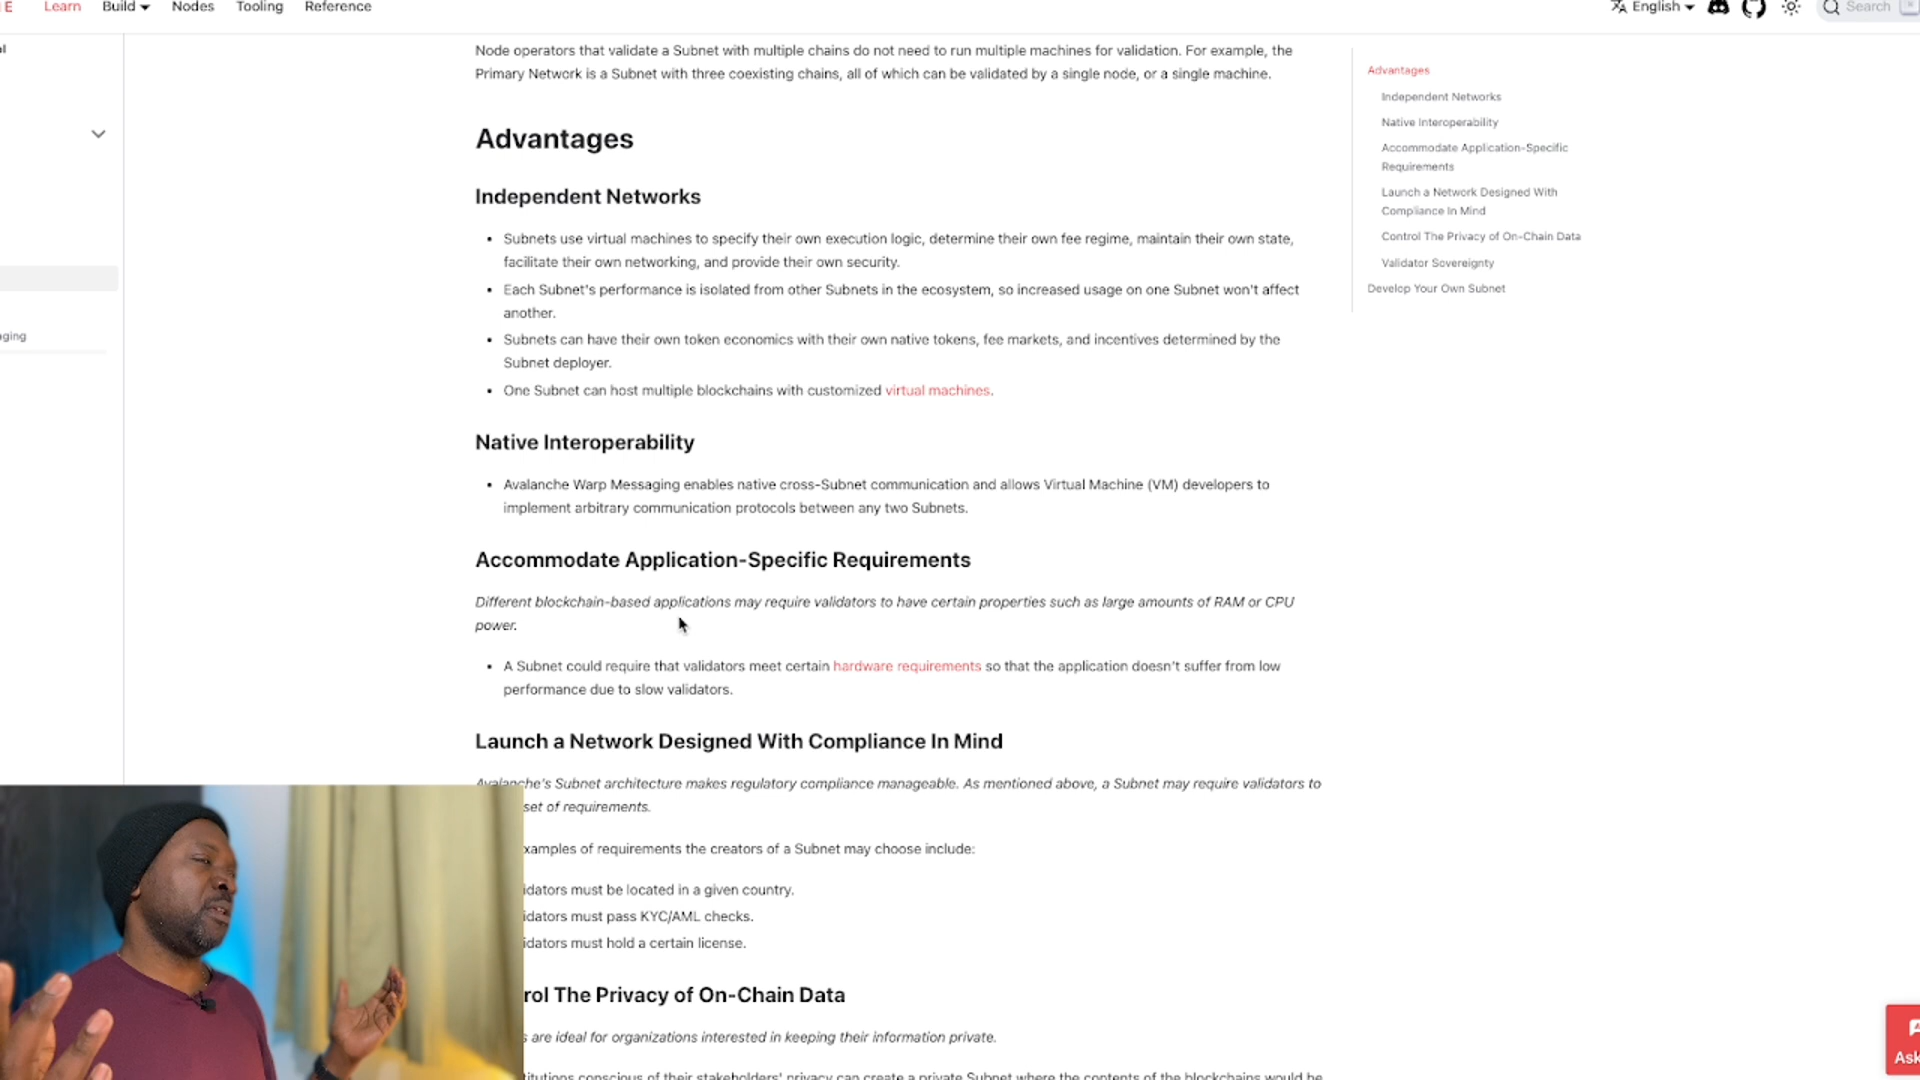 E Learn Build Nodes Tooling Reference English Search
Node operators that validate a Subnet with multiple chains do not need to run multiple machines for validation. For example, the
Primary Network is a Subnet with three coexisting chains, all of which can be validated by a single node, or a single machine.
Advantages
Independent Networks
• Subnets use virtual machines to specify their own execution logic, determine their own fee regime, maintain their own state,
facilitate their own networking, and provide their own security.
• Each Subnet's performance is isolated from other Subnets in the ecosystem, so increased usage on one Subnet won't affect
another.
• Subnets can have their own token economics with their own native tokens, fee markets, and incentives determined by the
Subnet deployer.
• One Subnet can host multiple blockchains with customized virtual machines.
Native Interoperability
• Avalanche Warp Messaging enables native cross-Subnet communication and allows Virtual Machine (VM) developers to
implement arbitrary communication protocols between any two Subnets.
Accommodate Application-Specific Requirements
Different blockchain-based applications may require validators to have certain properties such as large amounts of RAM or CPU
power.
• A Subnet could require that validators meet certain hardware requirements so that the application doesn't suffer from low
performance due to slow validators.
Launch a Network Designed With Compliance In Mind
Avalanche's Subnet architecture makes regulatory compliance manageable. As mentioned above, a Subnet may require validators to
set of requirements.
xamples of requirements the creators of a Subnet may choose include:
idators must be located in a given country.
idators must pass KYC/AML checks.
idators must hold a certain license.
rol The Privacy of On-Chain Data
s are ideal for organizations interested in keeping their information private.
titutions conscious of their stakeholders' privacy can create a private Subnet where the contents of the blockchains would be
Advantages
Independent Networks
Native Interoperability
Accommodate Application-Specific
Requirements
Launch a Network Designed With
Compliance In Mind
Control The Privacy of On-Chain Data
Validator Sovereignty
Develop Your Own Subnet
al
aging
Ask